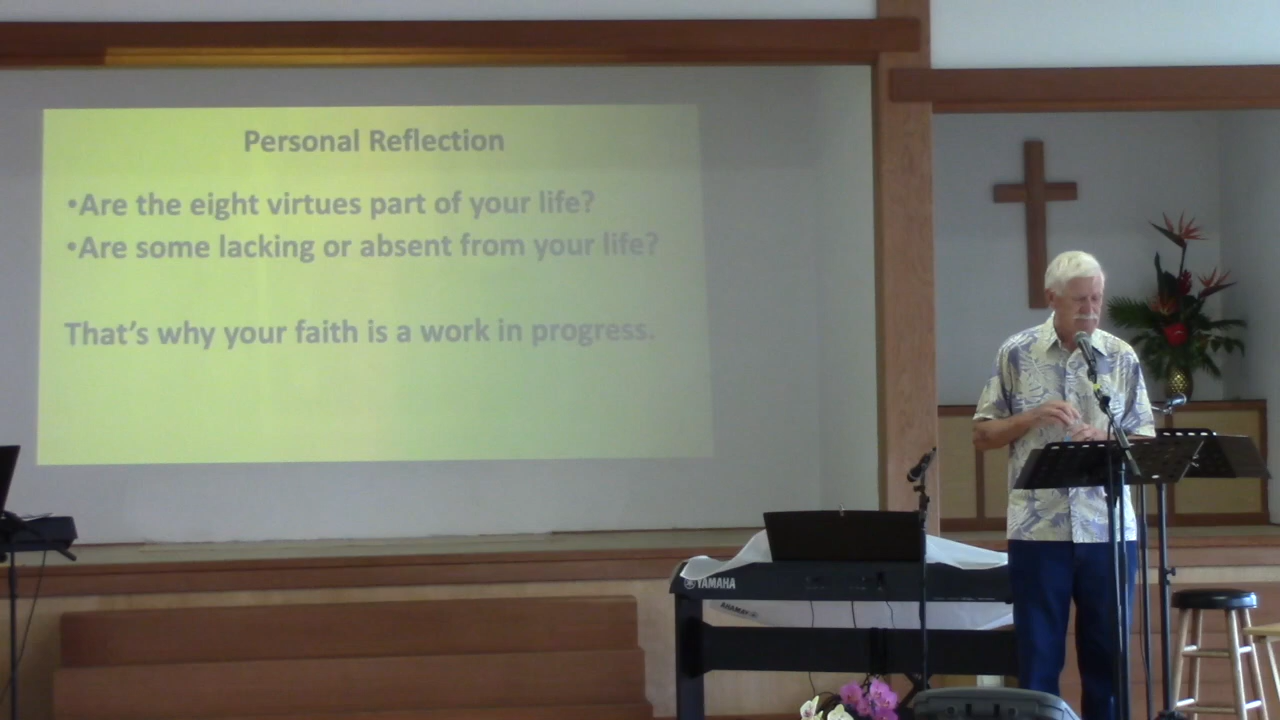 Personal Reflection
•Are the eight virtues part of your life?
•Are some lacking or absent from your life?
That's why your faith is a work in progress.
YAMAHA
YAMAHA